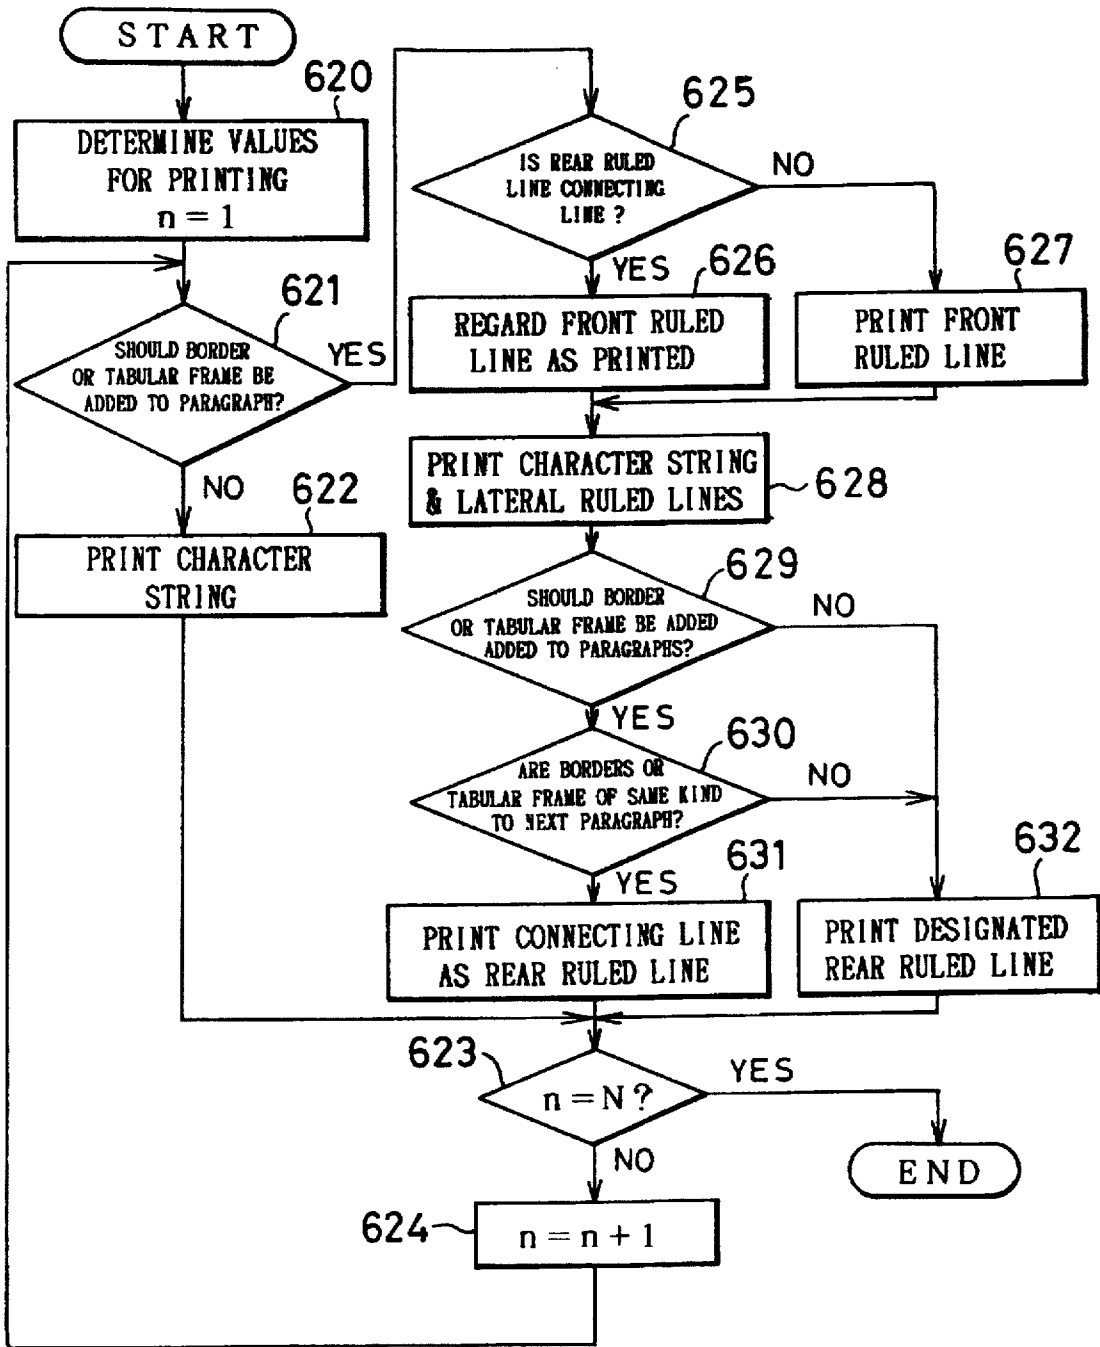 START
620
DETERMINE VALUES
FOR PRINTING
n = 1
621
SHOULD BORDER
OR TABULAR FRAME BE
ADDED TO PARAGRAPH?
YES
NO
622
PRINT CHARACTER
STRING
625
IS REAR RULED
LINE CONNECTING
LINE ?
NO
YES
626
REGARD FRONT RULED
LINE AS PRINTED
627
PRINT FRONT
RULED LINE
PRINT CHARACTER STRING
& LATERAL RULED LINES
628
629
SHOULD BORDER
OR TABULAR FRAME BE ADDED
ADDED TO PARAGRAPHS?
NO
YES
630
ARE BORDERS OR
TABULAR FRAME OF SAME KIND
TO NEXT PARAGRAPH?
NO
YES
631
PRINT CONNECTING LINE
AS REAR RULED LINE
632
PRINT DESIGNATED
REAR RULED LINE
623
n = N ?
YES
NO
END
624
n = n + 1